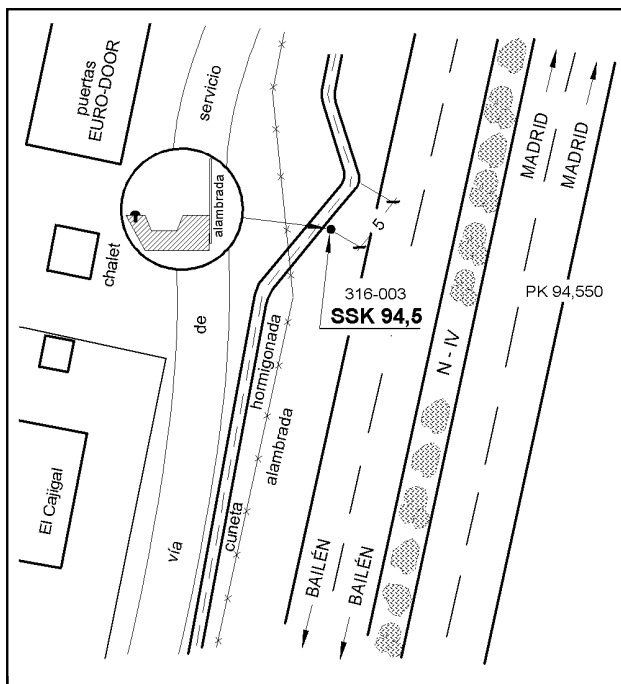 puertas
EURO-DOOR
servicio
alambrada
chalet
de
vía
El Cajigal
cuneta
hormigonada
alambrada
5
316-003
SSK 94,5
N - IV
MADRID
MADRID
PK 94,550
BAILÉN
BAILÉN